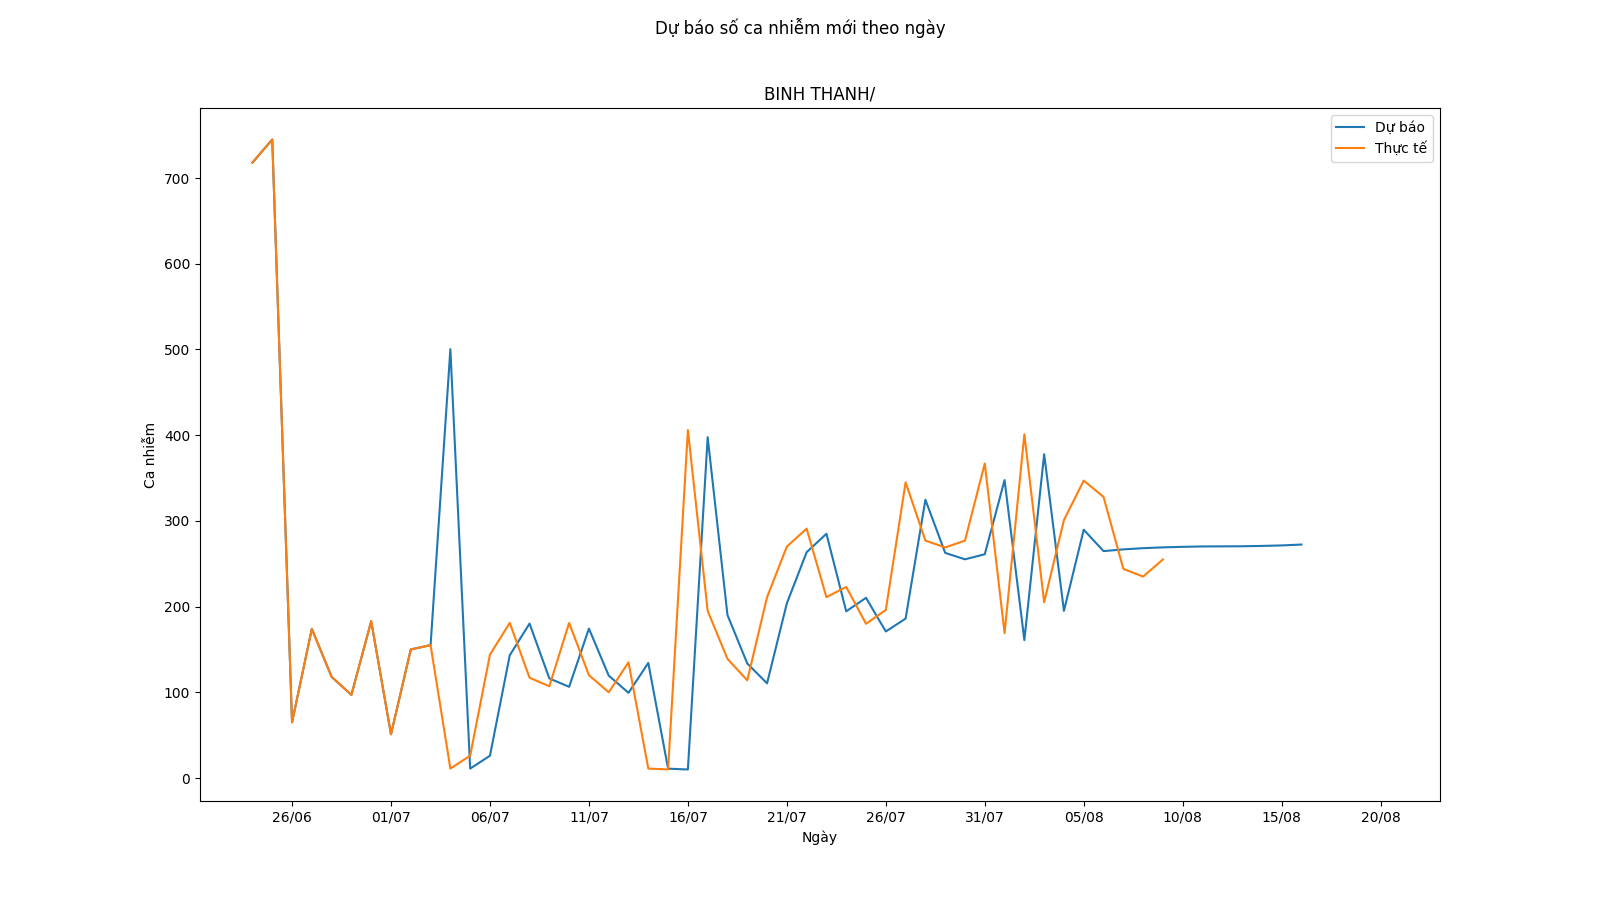 Dự báo số ca nhiễm mới theo ngày
BINH THANH/
Dự báo
Thực tế
700
600
500
400
300
200
100
0
Ca nhiễm
26/06 01/07 06/07 11/07 16/07 21/07 26/07 31/07 05/08 10/08 15/08 20/08
Ngày